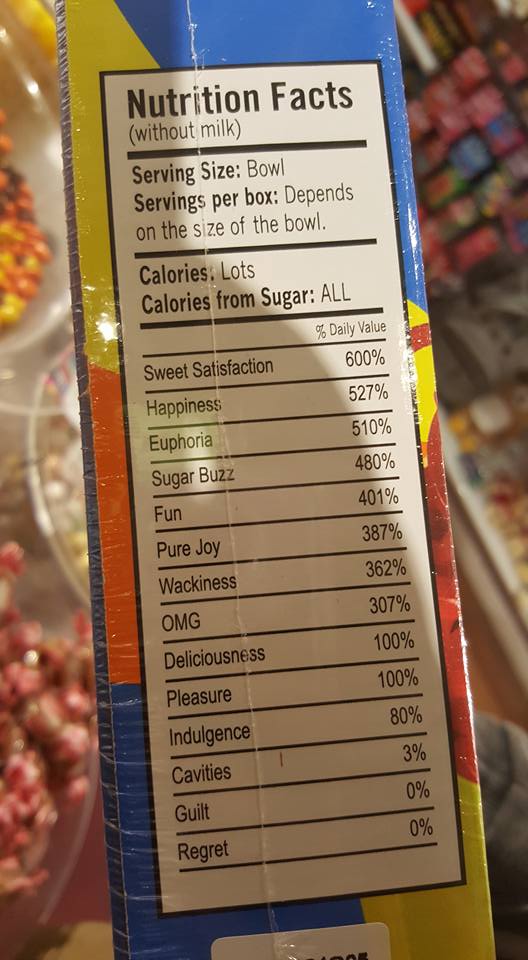 Nutrition Facts
(without milk)
Serving Size: Bowl
Servings per box: Depends
on the size of the bowl.
Calories: Lots
Calories from Sugar: ALL
% Daily Value
Sweet Satisfaction 600%
Happiness 527%
Euphoria 510%
Sugar Buzz 480%
Fun 401%
Pure Joy 387%
Wackiness 362%
OMG 307%
Deliciousness 100%
Pleasure 100%
Indulgence 80%
Cavities 3%
Guilt 0%
Regret 0%